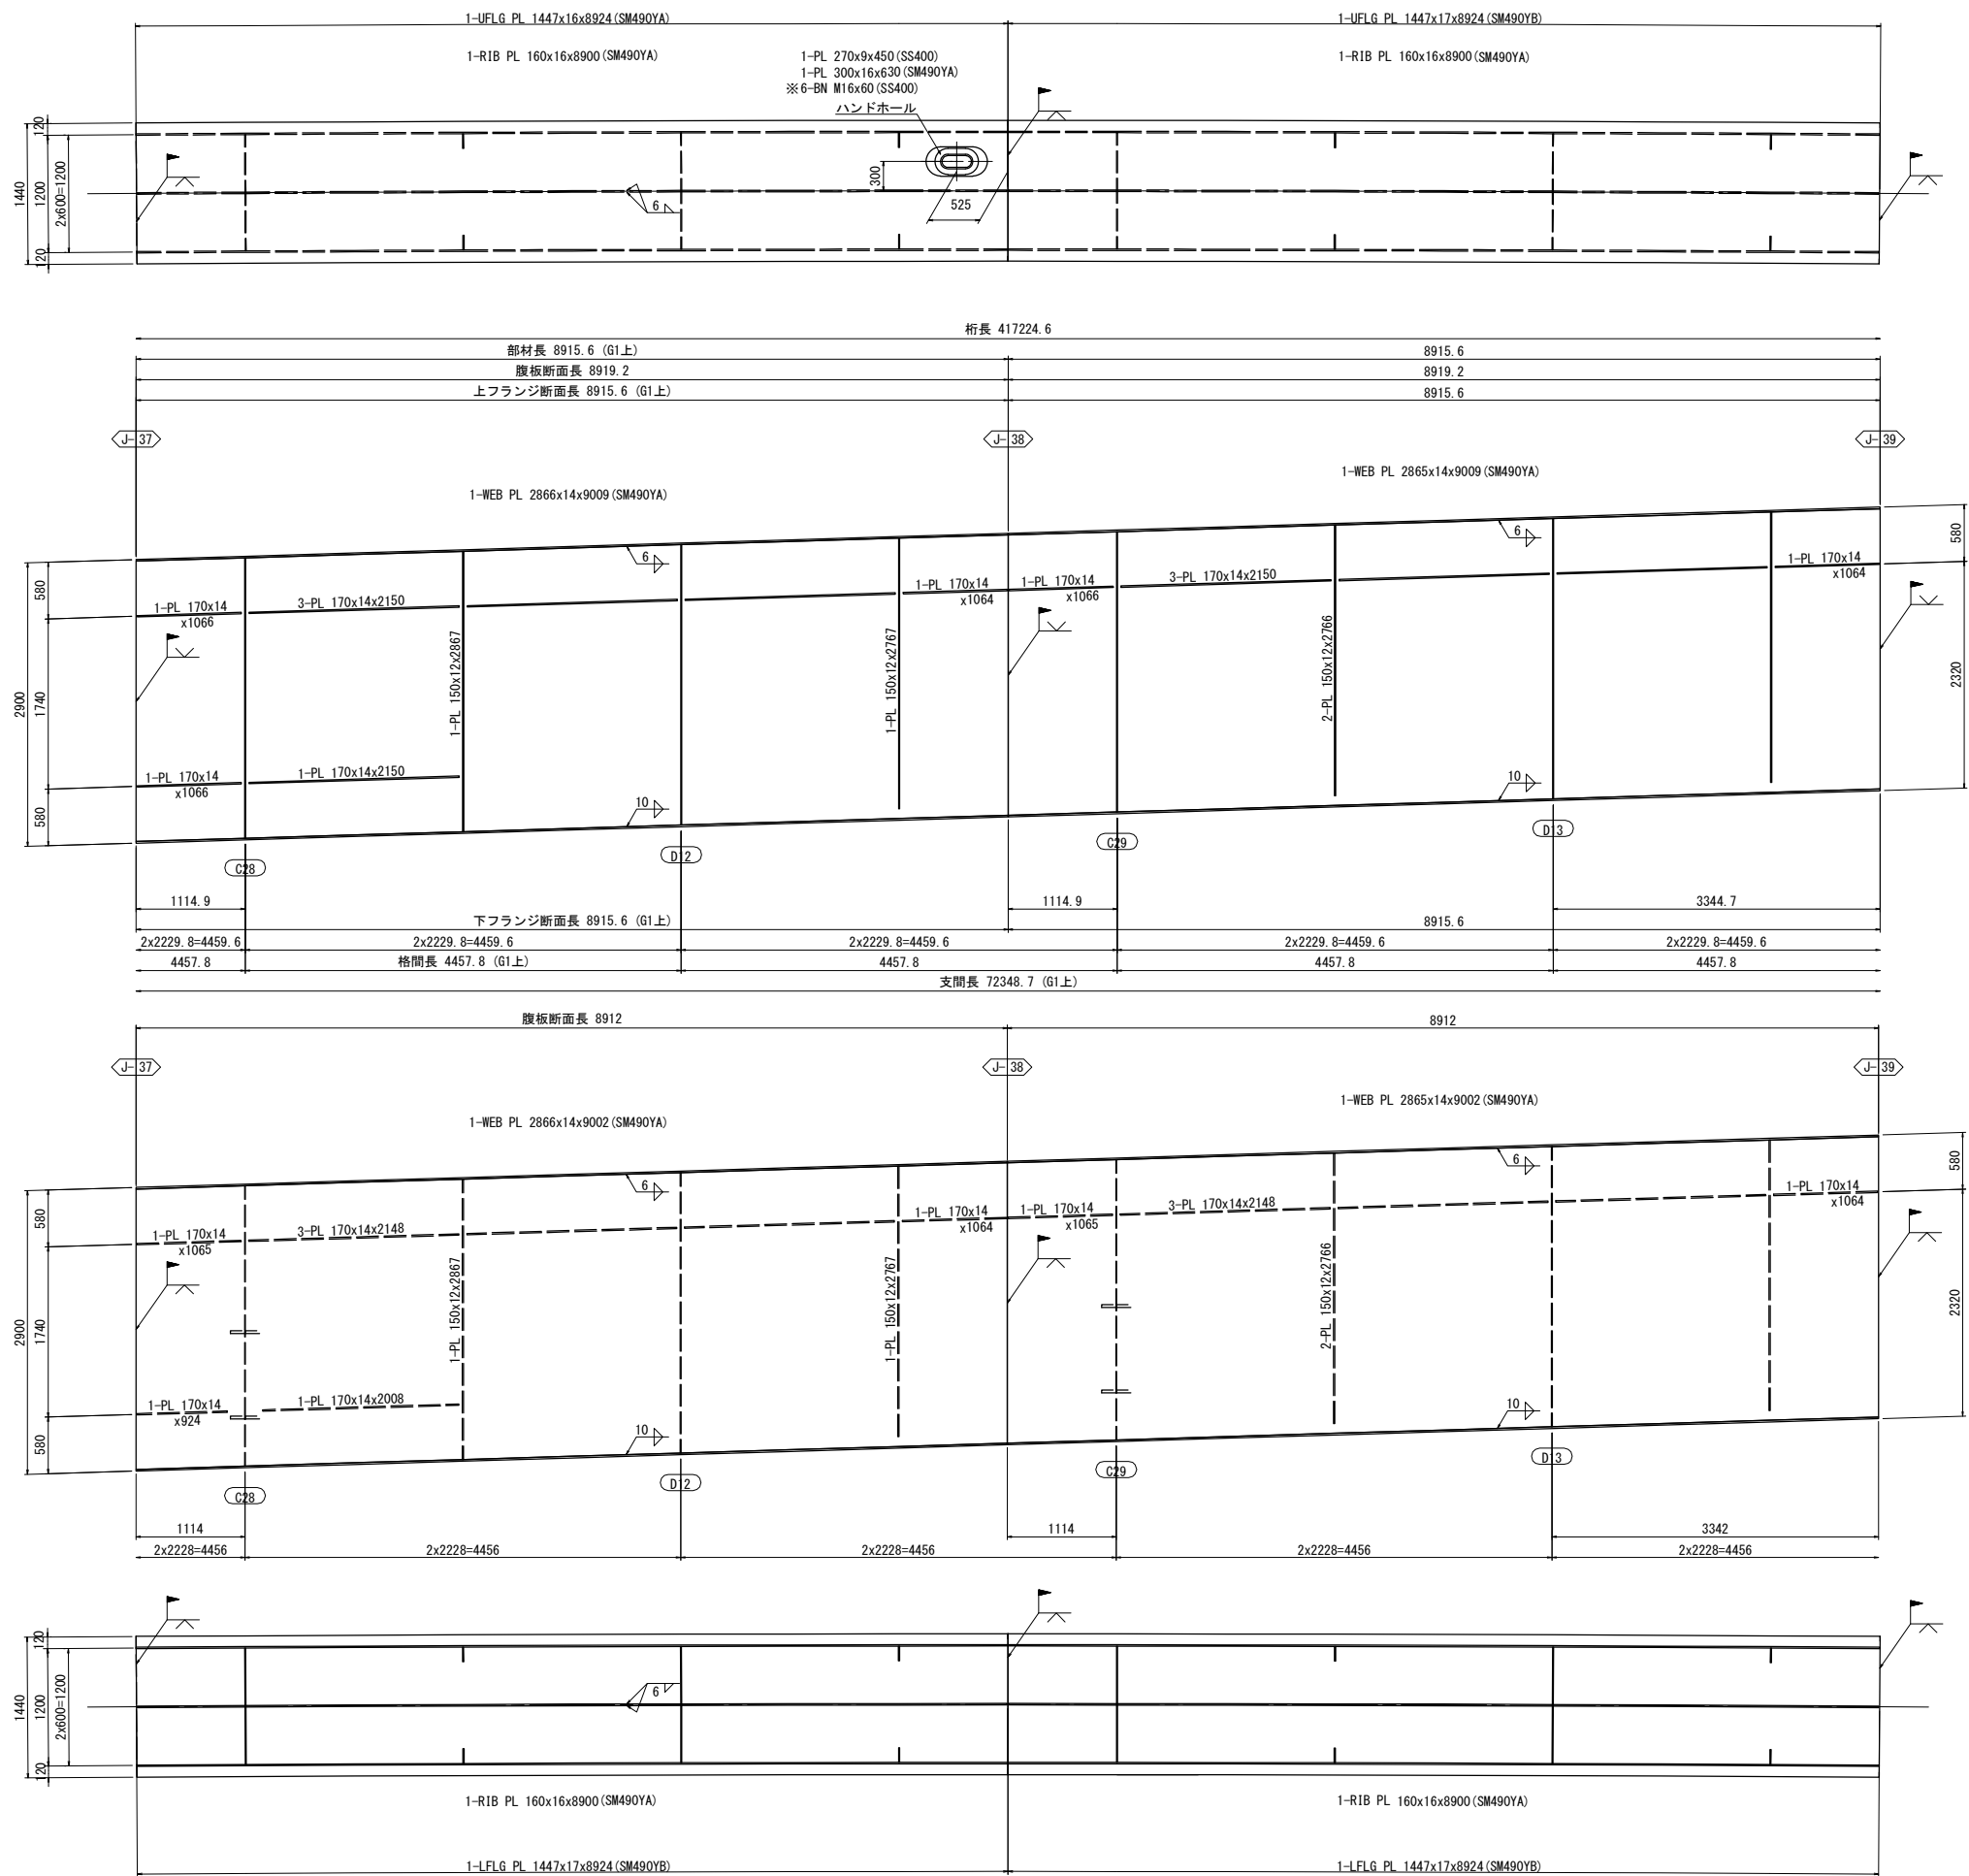 1-UFLG PL 1447x16x8924(SM490YA)
1-UFLG PL 1447x17x8924(SM490YB)
1-RIB PL 160x16x8900(SM490YA)
1-PL 270x9x450(SS400)
1-PL 300x16x630(SM490YA)
※6-BN M16x60(SS400)
ハンドホール
1-RIB PL 160x16x8900(SM490YA)
120
1440
1200
2x600=1200
120
300
525
6
桁長 417224.6
部材長 8915.6 (G1上)
8915.6
腹板断面長 8919.2
8919.2
上フランジ断面長 8915.6 (G1上)
8915.6
J-37
J-38
J-39
1-WEB PL 2866x14x9009(SM490YA)
1-WEB PL 2865x14x9009(SM490YA)
6
6
580
1740
2900
580
580
2320
1-PL 170x14
x1066
3-PL 170x14x2150
1-PL 170x14
x1064
1-PL 170x14
x1066
3-PL 170x14x2150
1-PL 170x14
x1064
1-PL 150x12x2867
1-PL 150x12x2767
2-PL 150x12x2766
1-PL 170x14
x1066
1-PL 170x14x2150
10
10
C28
D12
C29
D13
1114.9
1114.9
3344.7
下フランジ断面長 8915.6 (G1上)
8915.6
2x2229.8=4459.6
2x2229.8=4459.6
2x2229.8=4459.6
2x2229.8=4459.6
2x2229.8=4459.6
4457.8
格間長 4457.8 (G1上)
4457.8
4457.8
4457.8
支間長 72348.7 (G1上)
腹板断面長 8912
8912
J-37
J-38
J-39
1-WEB PL 2866x14x9002(SM490YA)
1-WEB PL 2865x14x9002(SM490YA)
6
6
580
1740
2900
580
580
2320
1-PL 170x14
x1065
3-PL 170x14x2148
1-PL 170x14
x1064
1-PL 170x14
x1065
3-PL 170x14x2148
1-PL 170x14
x1064
1-PL 150x12x2867
1-PL 150x12x2767
2-PL 150x12x2766
1-PL 170x14
x924
1-PL 170x14x2008
10
10
C28
D12
C29
D13
1114
1114
3342
2x2228=4456
2x2228=4456
2x2228=4456
2x2228=4456
2x2228=4456
120
1440
1200
2x600=1200
120
6
1-RIB PL 160x16x8900(SM490YA)
1-RIB PL 160x16x8900(SM490YA)
1-LFLG PL 1447x17x8924(SM490YB)
1-LFLG PL 1447x17x8924(SM490YB)